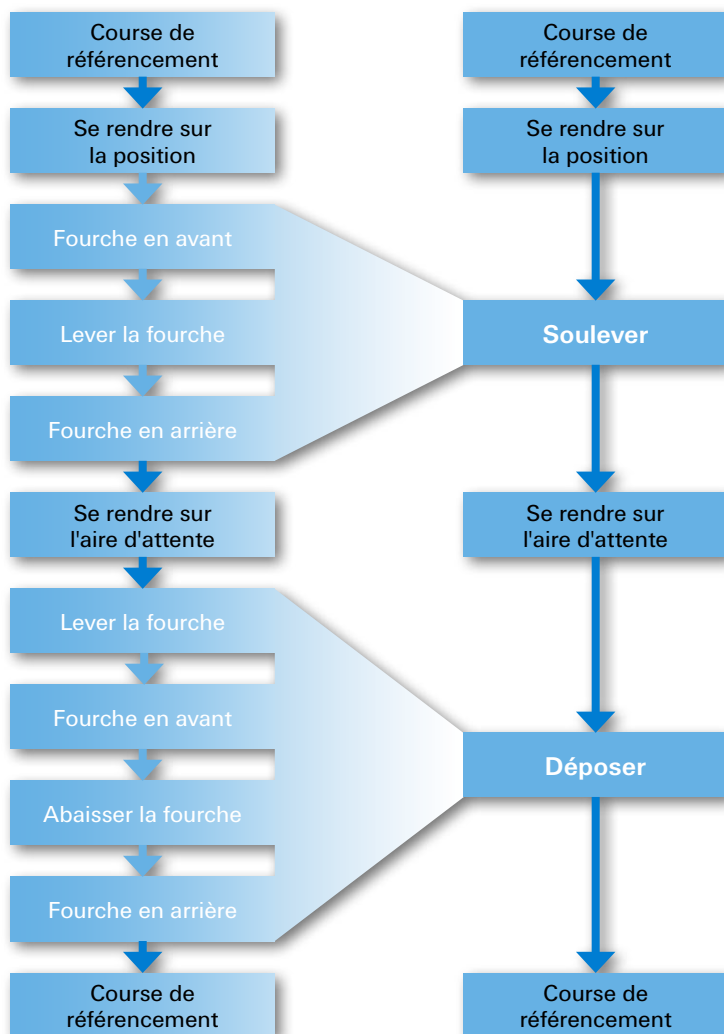 Course de
référencement
Se rendre sur
la position
Fourche en avant
Lever la fourche
Fourche en arrière
Se rendre sur
l'aire d'attente
Lever la fourche
Fourche en avant
Abaisser la fourche
Fourche en arrière
Course de
référencement
Course de
référencement
Se rendre sur
la position
Soulever
Se rendre sur
l'aire d'attente
Déposer
Course de
référencement